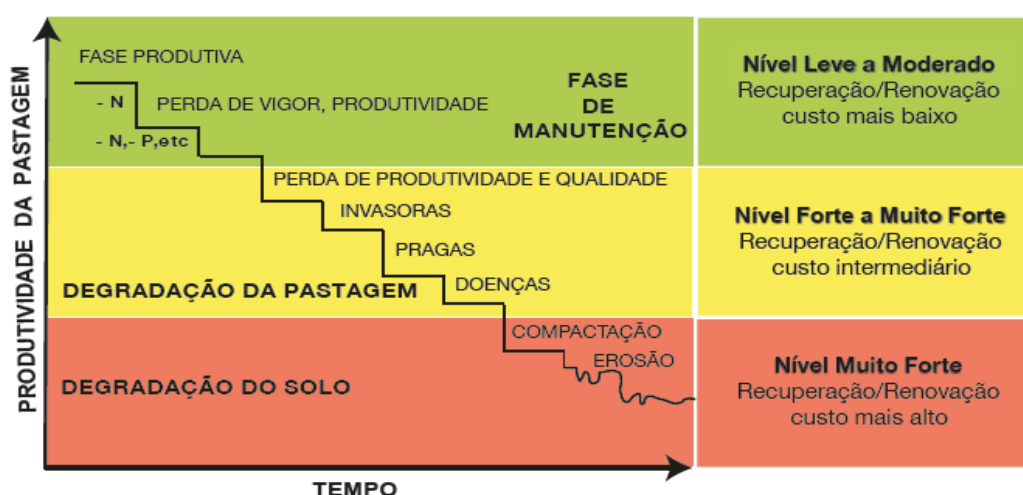 PRODUTIVIDADE DA PASTAGEM
FASE PRODUTIVA
- N
PERDA DE VIGOR, PRODUTIVIDADE
- N,- P,etc
FASE
DE
MANUTENÇÃO
Nível Leve a Moderado
Recuperação/Renovação
custo mais baixo
PERDA DE PRODUTIVIDADE E QUALIDADE
INVASORAS
PRAGAS
DOENÇAS
DEGRADAÇÃO DA PASTAGEM
Nível Forte a Muito Forte
Recuperação/Renovação
custo intermediário
COMPACTAÇÃO
EROSÃO
DEGRADAÇÃO DO SOLO
Nível Muito Forte
Recuperação/Renovação
custo mais alto
TEMPO